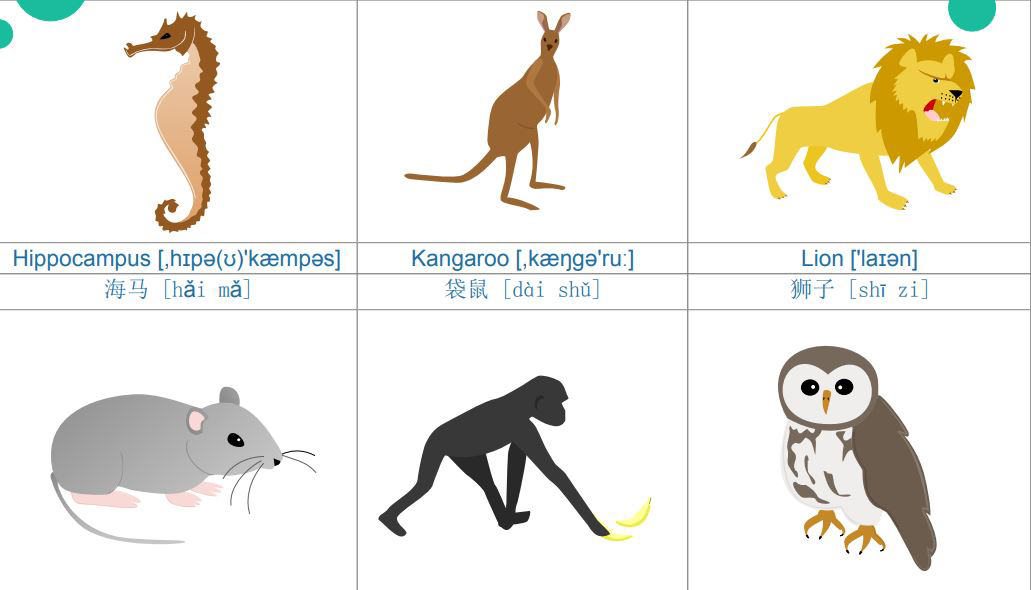 Hippocampus [ˌhɪpə(ʊ)'kæmpəs]
Kangaroo [ˌkæŋgə'ruː]
Lion ['laɪən]
海马 [hǎi mǎ]
袋鼠 [dài shǔ]
狮子 [shī zi]